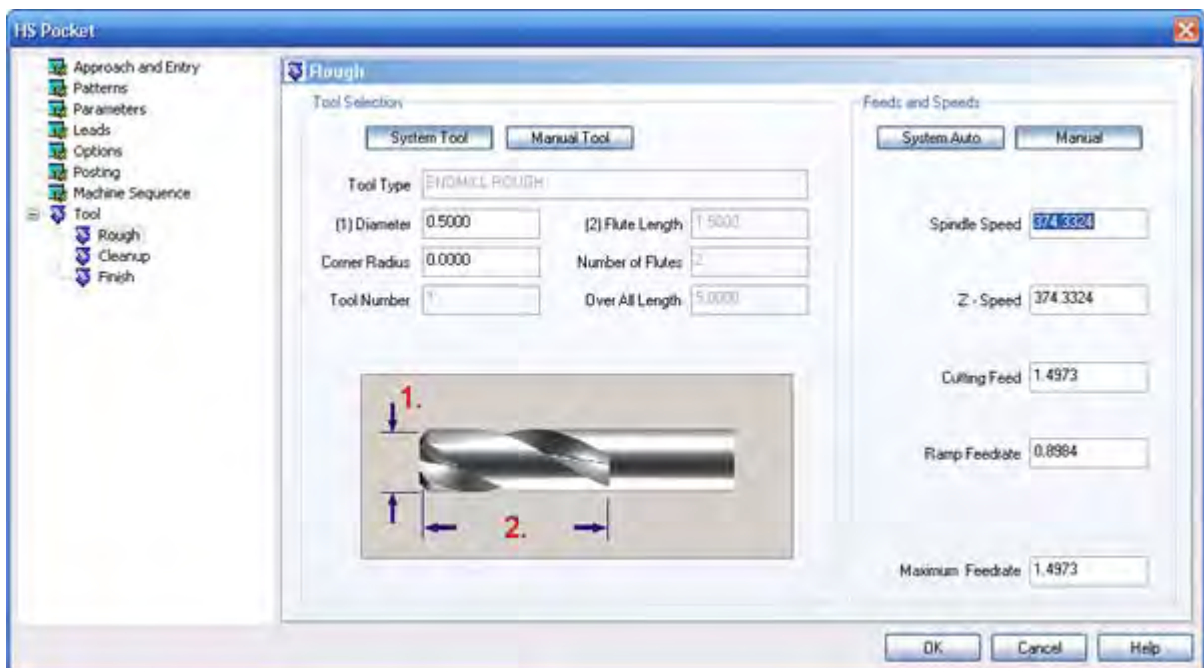 HS Pocket
Approach and Entry
Patterns
Parameters
Leads
Options
Posting
Machine Sequence
Tool
Rough
Cleanup
Finish
Rough
Tool Selection
System Tool Manual Tool
Tool Type ENDMILL ROUGH
(1) Diameter 0.5000 (2) Flute Length 1.5000
Corner Radius 0.0000 Number of Flutes 2
Tool Number 1 Over All Length 5.0000
1.
2.
Feeds and Speeds
System Auto Manual
Spindle Speed 374.3324
Z - Speed 374.3324
Cutting Feed 1.4973
Ramp Feedrate 0.8984
Maximum Feedrate 1.4973
OK Cancel Help